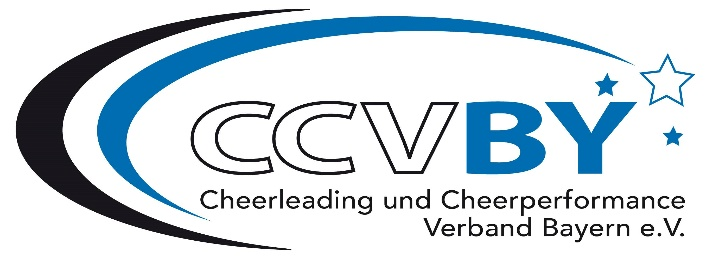 CCVBY
Cheerleading und Cheerperformance
Verband Bayern e.V.